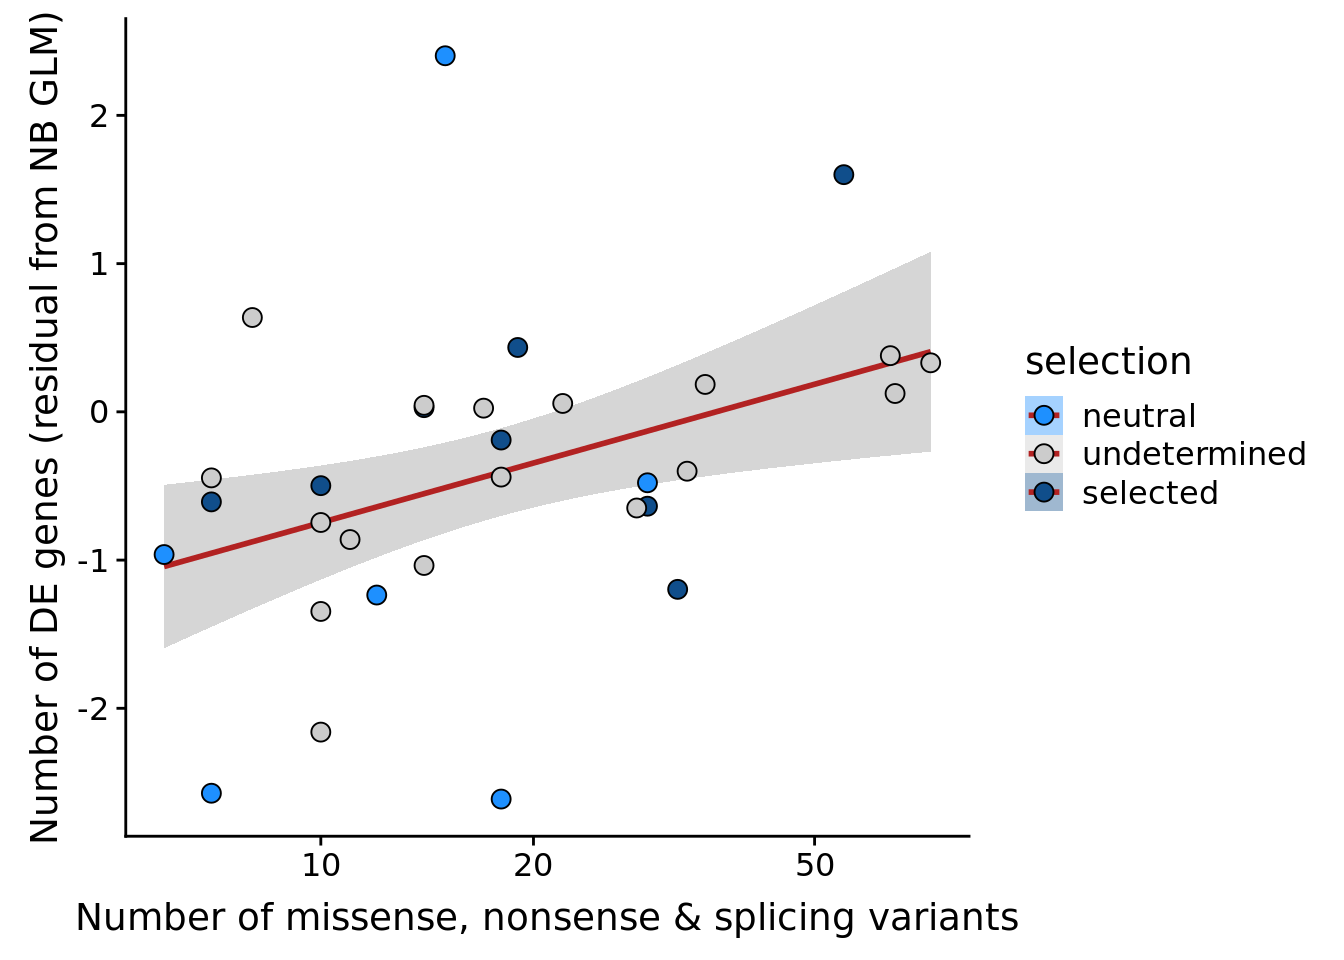 Number of DE genes (residual from NB GLM)
2
1
0
-1
-2
10
20
50
Number of missense, nonsense & splicing variants
selection
neutral
undetermined
selected